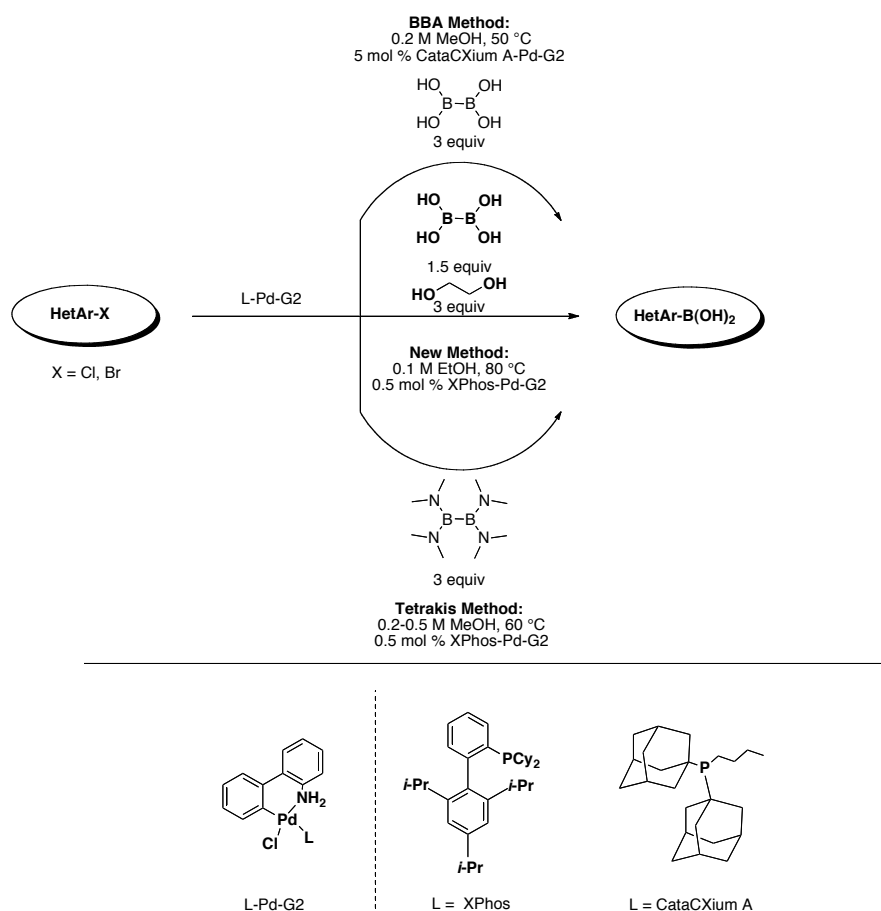 BBA Method:
0.2 M MeOH, 50 °C
5 mol % CataCXium A-Pd-G2
HO OH
B B
HO OH
3 equiv
HO OH
B B
HO OH
1.5 equiv
L-Pd-G2
HO OH
3 equiv
HetAr-X
HetAr-B(OH)2
X = Cl, Br
New Method:
0.1 M EtOH, 80 °C
0.5 mol % XPhos-Pd-G2
N N
B B
N N
3 equiv
Tetrakis Method:
0.2-0.5 M MeOH, 60 °C
0.5 mol % XPhos-Pd-G2
NH2
Pd
Cl L
L-Pd-G2
PCy2
i-Pr i-Pr
i-Pr
L = XPhos
P
L = CataCXium A